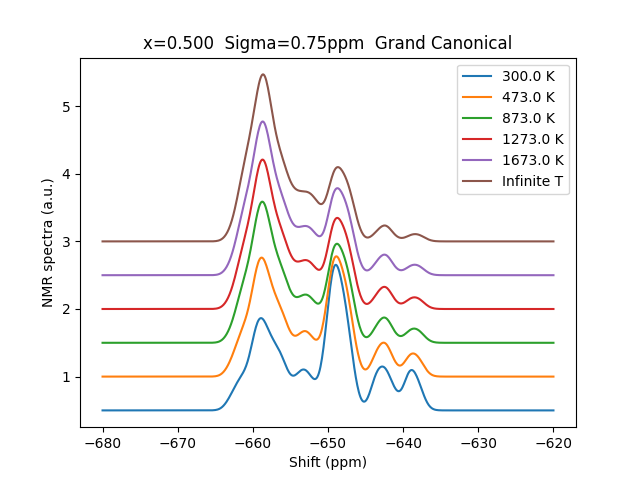 x=0.500  Sigma=0.75ppm  Grand Canonical
NMR spectra (a.u.)
5
4
3
2
1
300.0 K
473.0 K
873.0 K
1273.0 K
1673.0 K
Infinite T
−680 −670 −660 −650 −640 −630 −620
Shift (ppm)